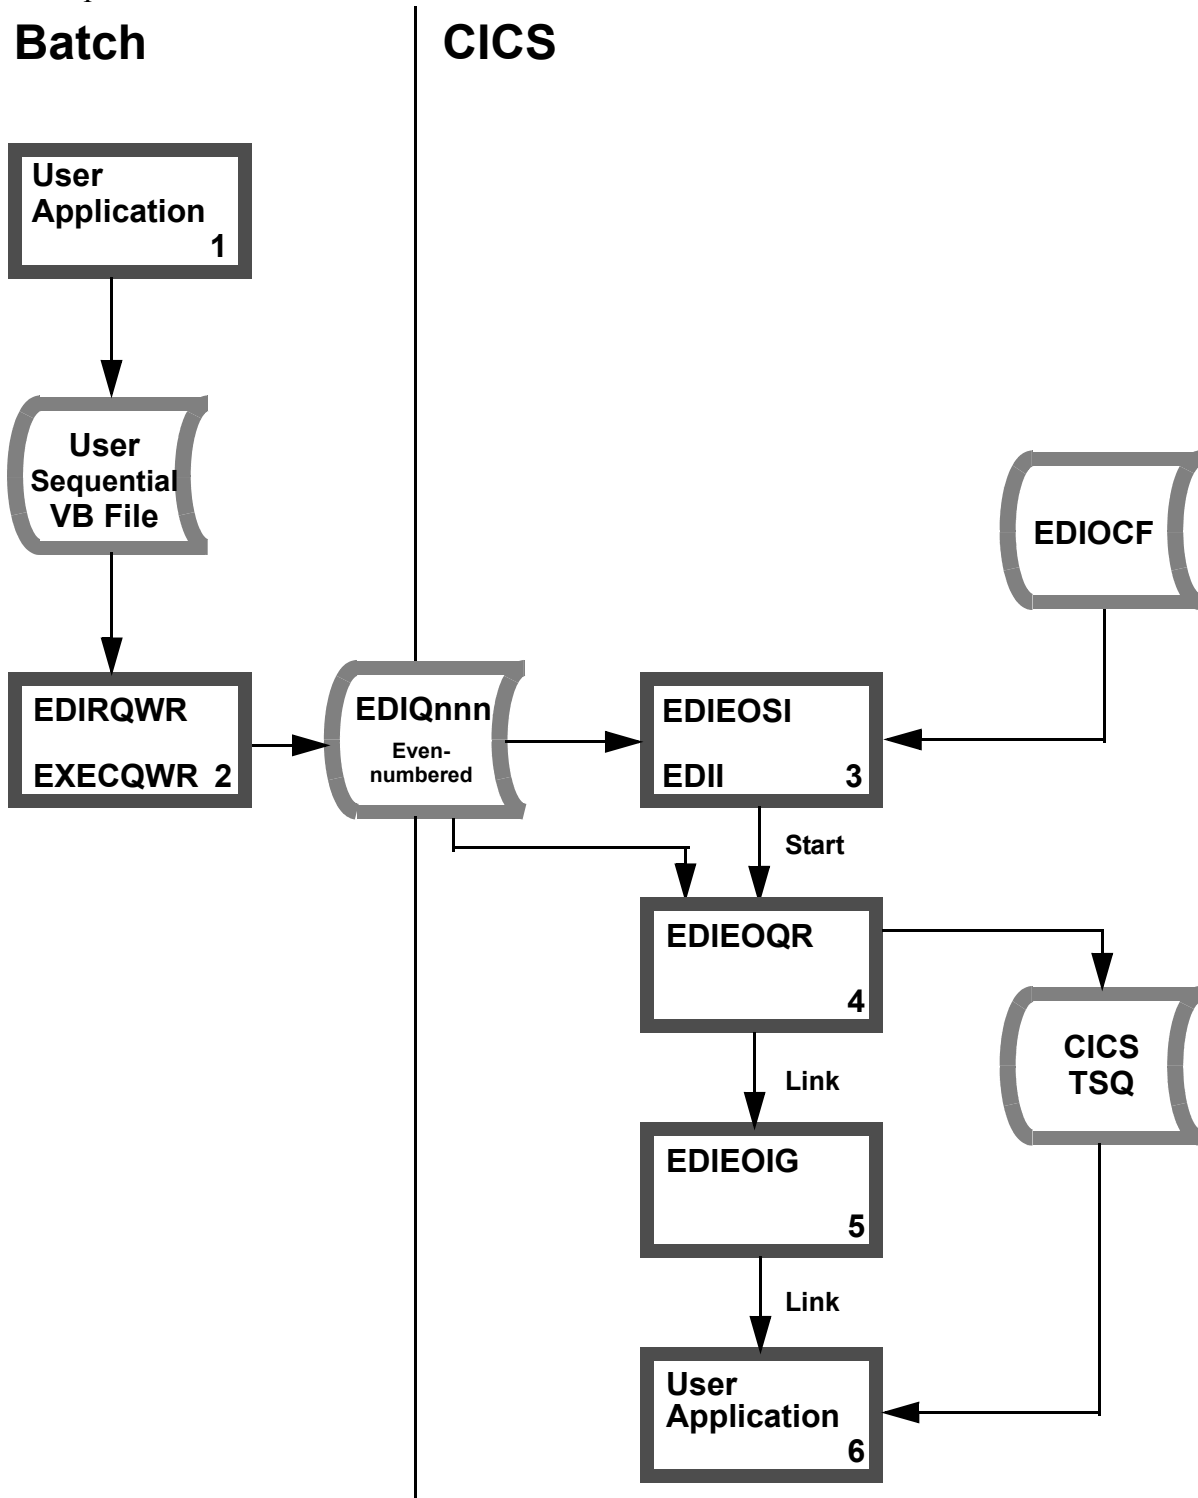 Batch
CICS
User
Application
1
User
Sequential
VB File
EDIOCF
EDIRQWR
EXECQWR 2
EDIQnnn
Even-
numbered
EDIEOSI
EDII 3
Start
EDIEOQR
4
CICS
TSQ
Link
EDIEOIG
5
Link
User
Application
6